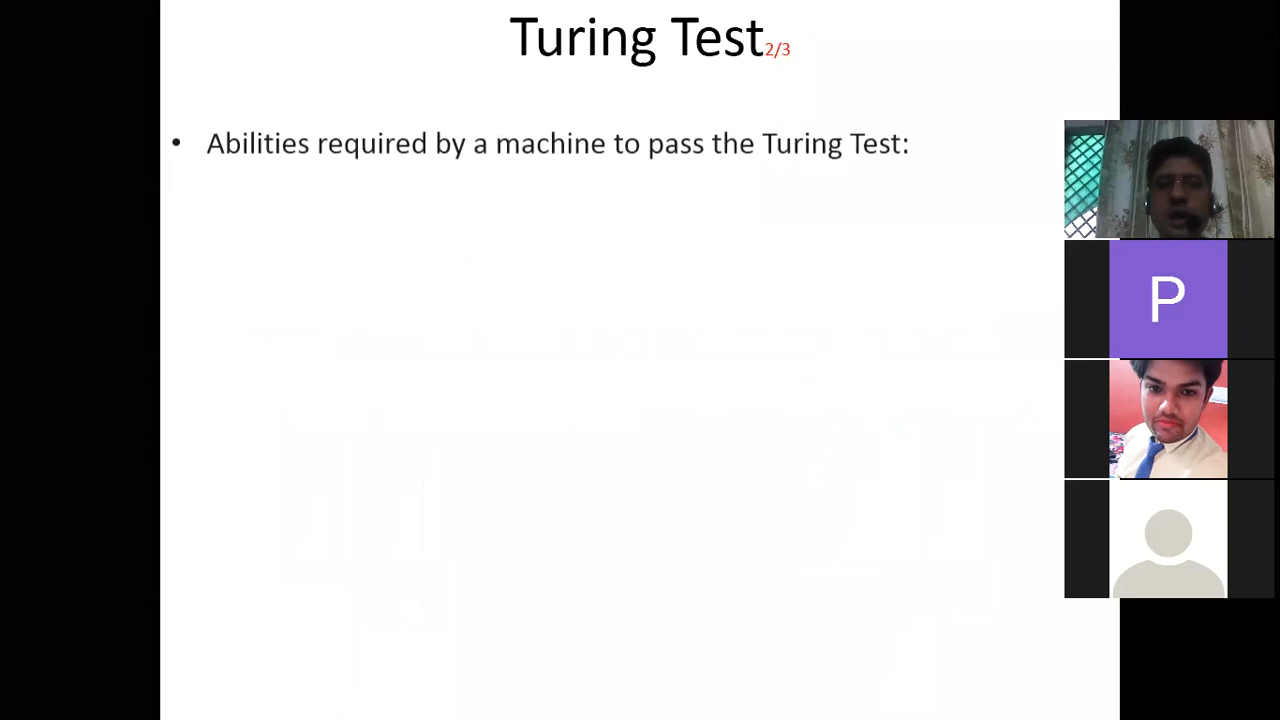 Turing Test2/3
• Abilities required by a machine to pass the Turing Test:
P